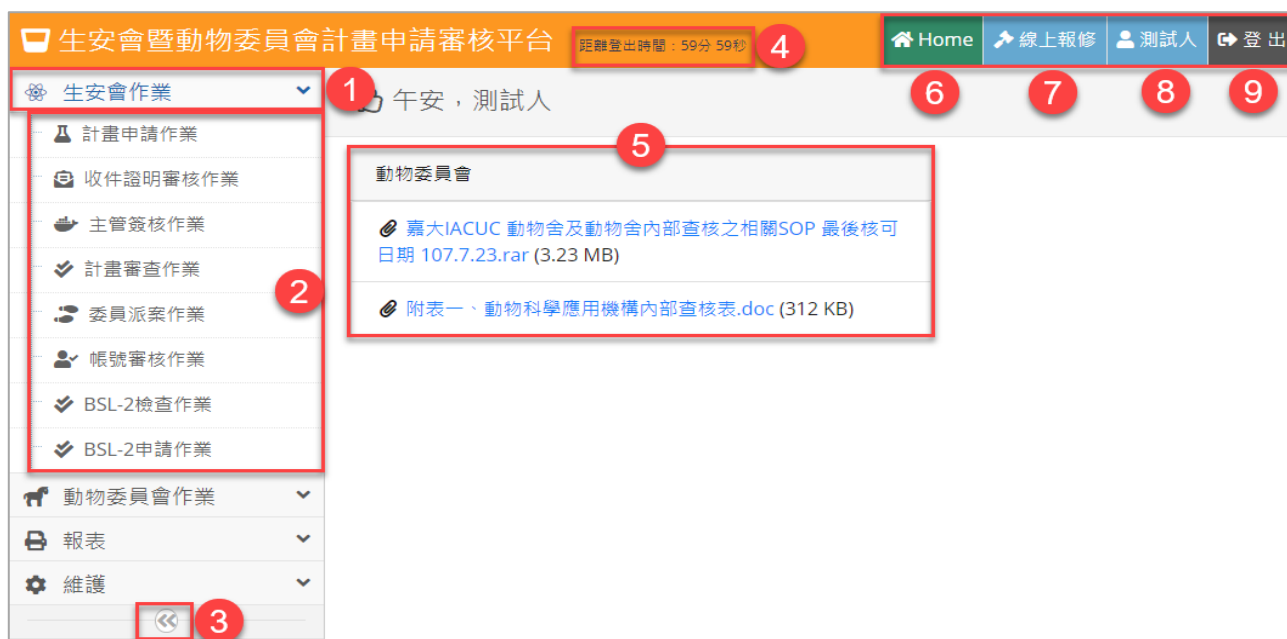 生安會暨動物委員會計畫申請審核平台
距離登出時間：59分 59秒
4
Home
線上報修
測試人
登 出
6
7
8
9
生安會作業
1
午安，測試人
計畫申請作業
收件證明審核作業
主管簽核作業
計畫審查作業
委員派案作業
帳號審核作業
BSL-2檢查作業
BSL-2申請作業
2
動物委員會作業
報表
維護
3
5
動物委員會
嘉大IACUC 動物舍及動物舍內部查核之相關SOP 最後核可
日期 107.7.23.rar (3.23 MB)
附表一、動物科學應用機構內部查核表.doc (312 KB)